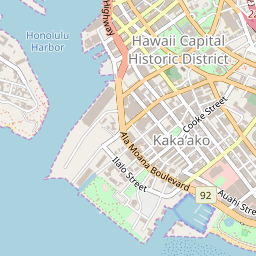 Honolulu
Harbor
Highway
Hawaii Capital
Historic District
Cooke Street
Kaka'ako
Ala Moana Boulevard
Ilalo Street
92
Auahi Street